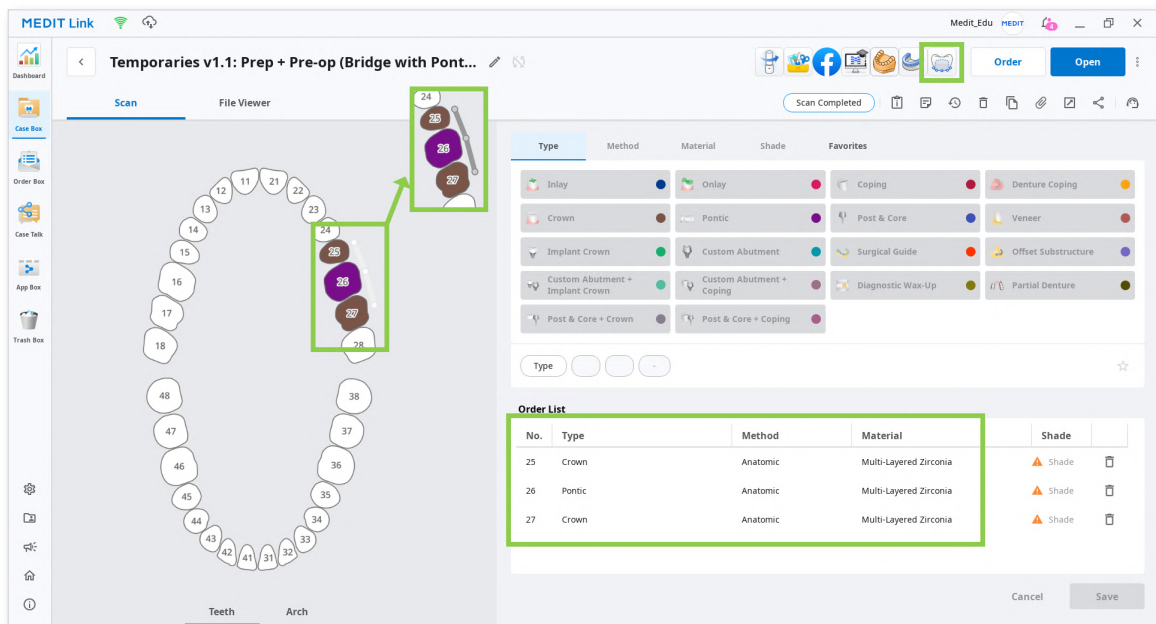 MEDIT Link
Medit_Edu MEDIT 4
Dashboard
Case Box
Order Box
Case Talk
App Box
Trash Box
Temporaries v1.1: Prep + Pre-op (Bridge with Pont...
Order
Open
Scan
File Viewer
Scan Completed
24
25
26
27
11
21
12
22
13
23
14
24
15
25
16
26
17
27
18
28
48
38
47
37
46
36
45
35
44
34
43
33
42
41
31
32
Teeth
Arch
Type
Method
Material
Shade
Favorites
Inlay
Onlay
Coping
Denture Coping
Crown
Pontic
Post & Core
Veneer
Implant Crown
Custom Abutment
Surgical Guide
Offset Substructure
Custom Abutment +
Implant Crown
Custom Abutment +
Coping
Diagnostic Wax-Up
Partial Denture
Post & Core + Crown
Post & Core + Coping
Type
-
Order List
No. Type Method Material Shade
25 Crown Anatomic Multi-Layered Zirconia Shade
26 Pontic Anatomic Multi-Layered Zirconia Shade
27 Crown Anatomic Multi-Layered Zirconia Shade
Cancel
Save